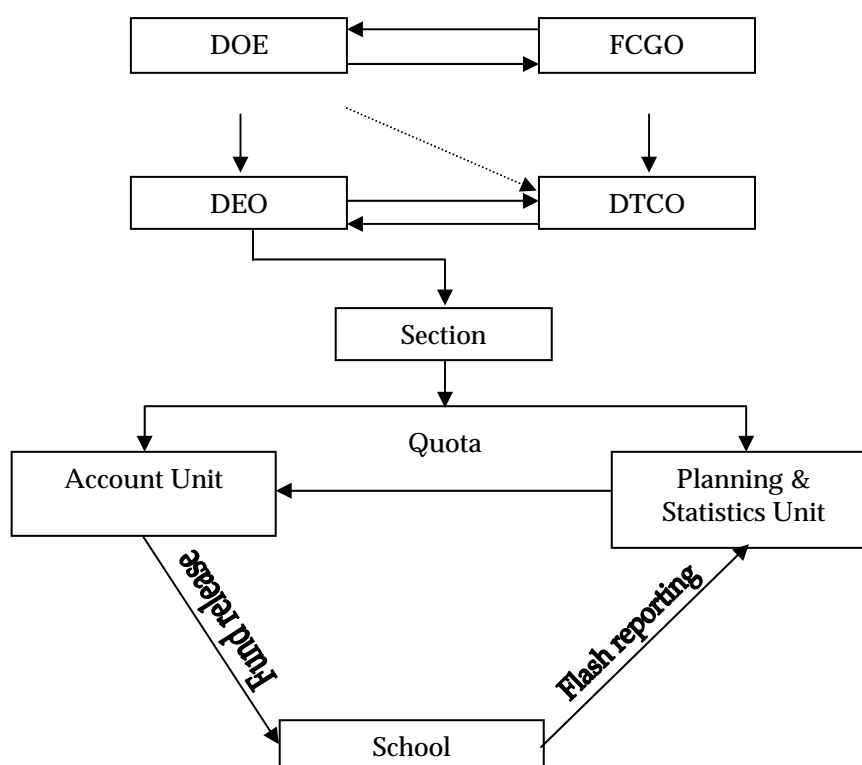 DOE
FCGO
DEO
DTCO
Section
Quota
Account Unit
Planning &
Statistics Unit
Fund release
Flash reporting
School